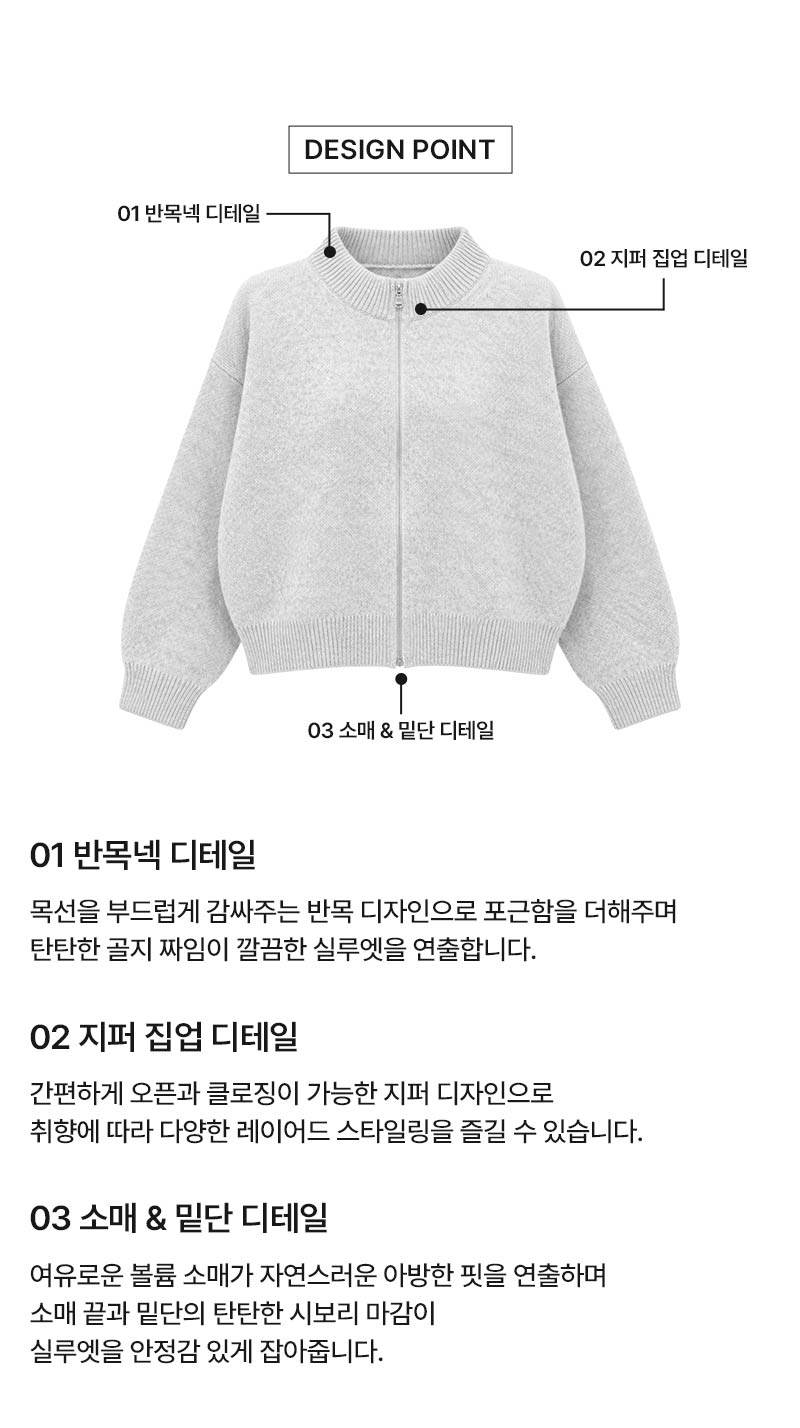 DESIGN POINT
01 반목넥 디테일
02 지퍼 집업 디테일
03 소매 & 밑단 디테일
01 반목넥 디테일
목선을 부드럽게 감싸주는 반목 디자인으로 포근함을 더해주며
탄탄한 골지 짜임이 깔끔한 실루엣을 연출합니다.
02 지퍼 집업 디테일
간편하게 오픈과 클로징이 가능한 지퍼 디자인으로
취향에 따라 다양한 레이어드 스타일링을 즐길 수 있습니다.
03 소매 & 밑단 디테일
여유로운 볼륨 소매가 자연스러운 아방한 핏을 연출하며
소매 끝과 밑단의 탄탄한 시보리 마감이
실루엣을 안정감 있게 잡아줍니다.